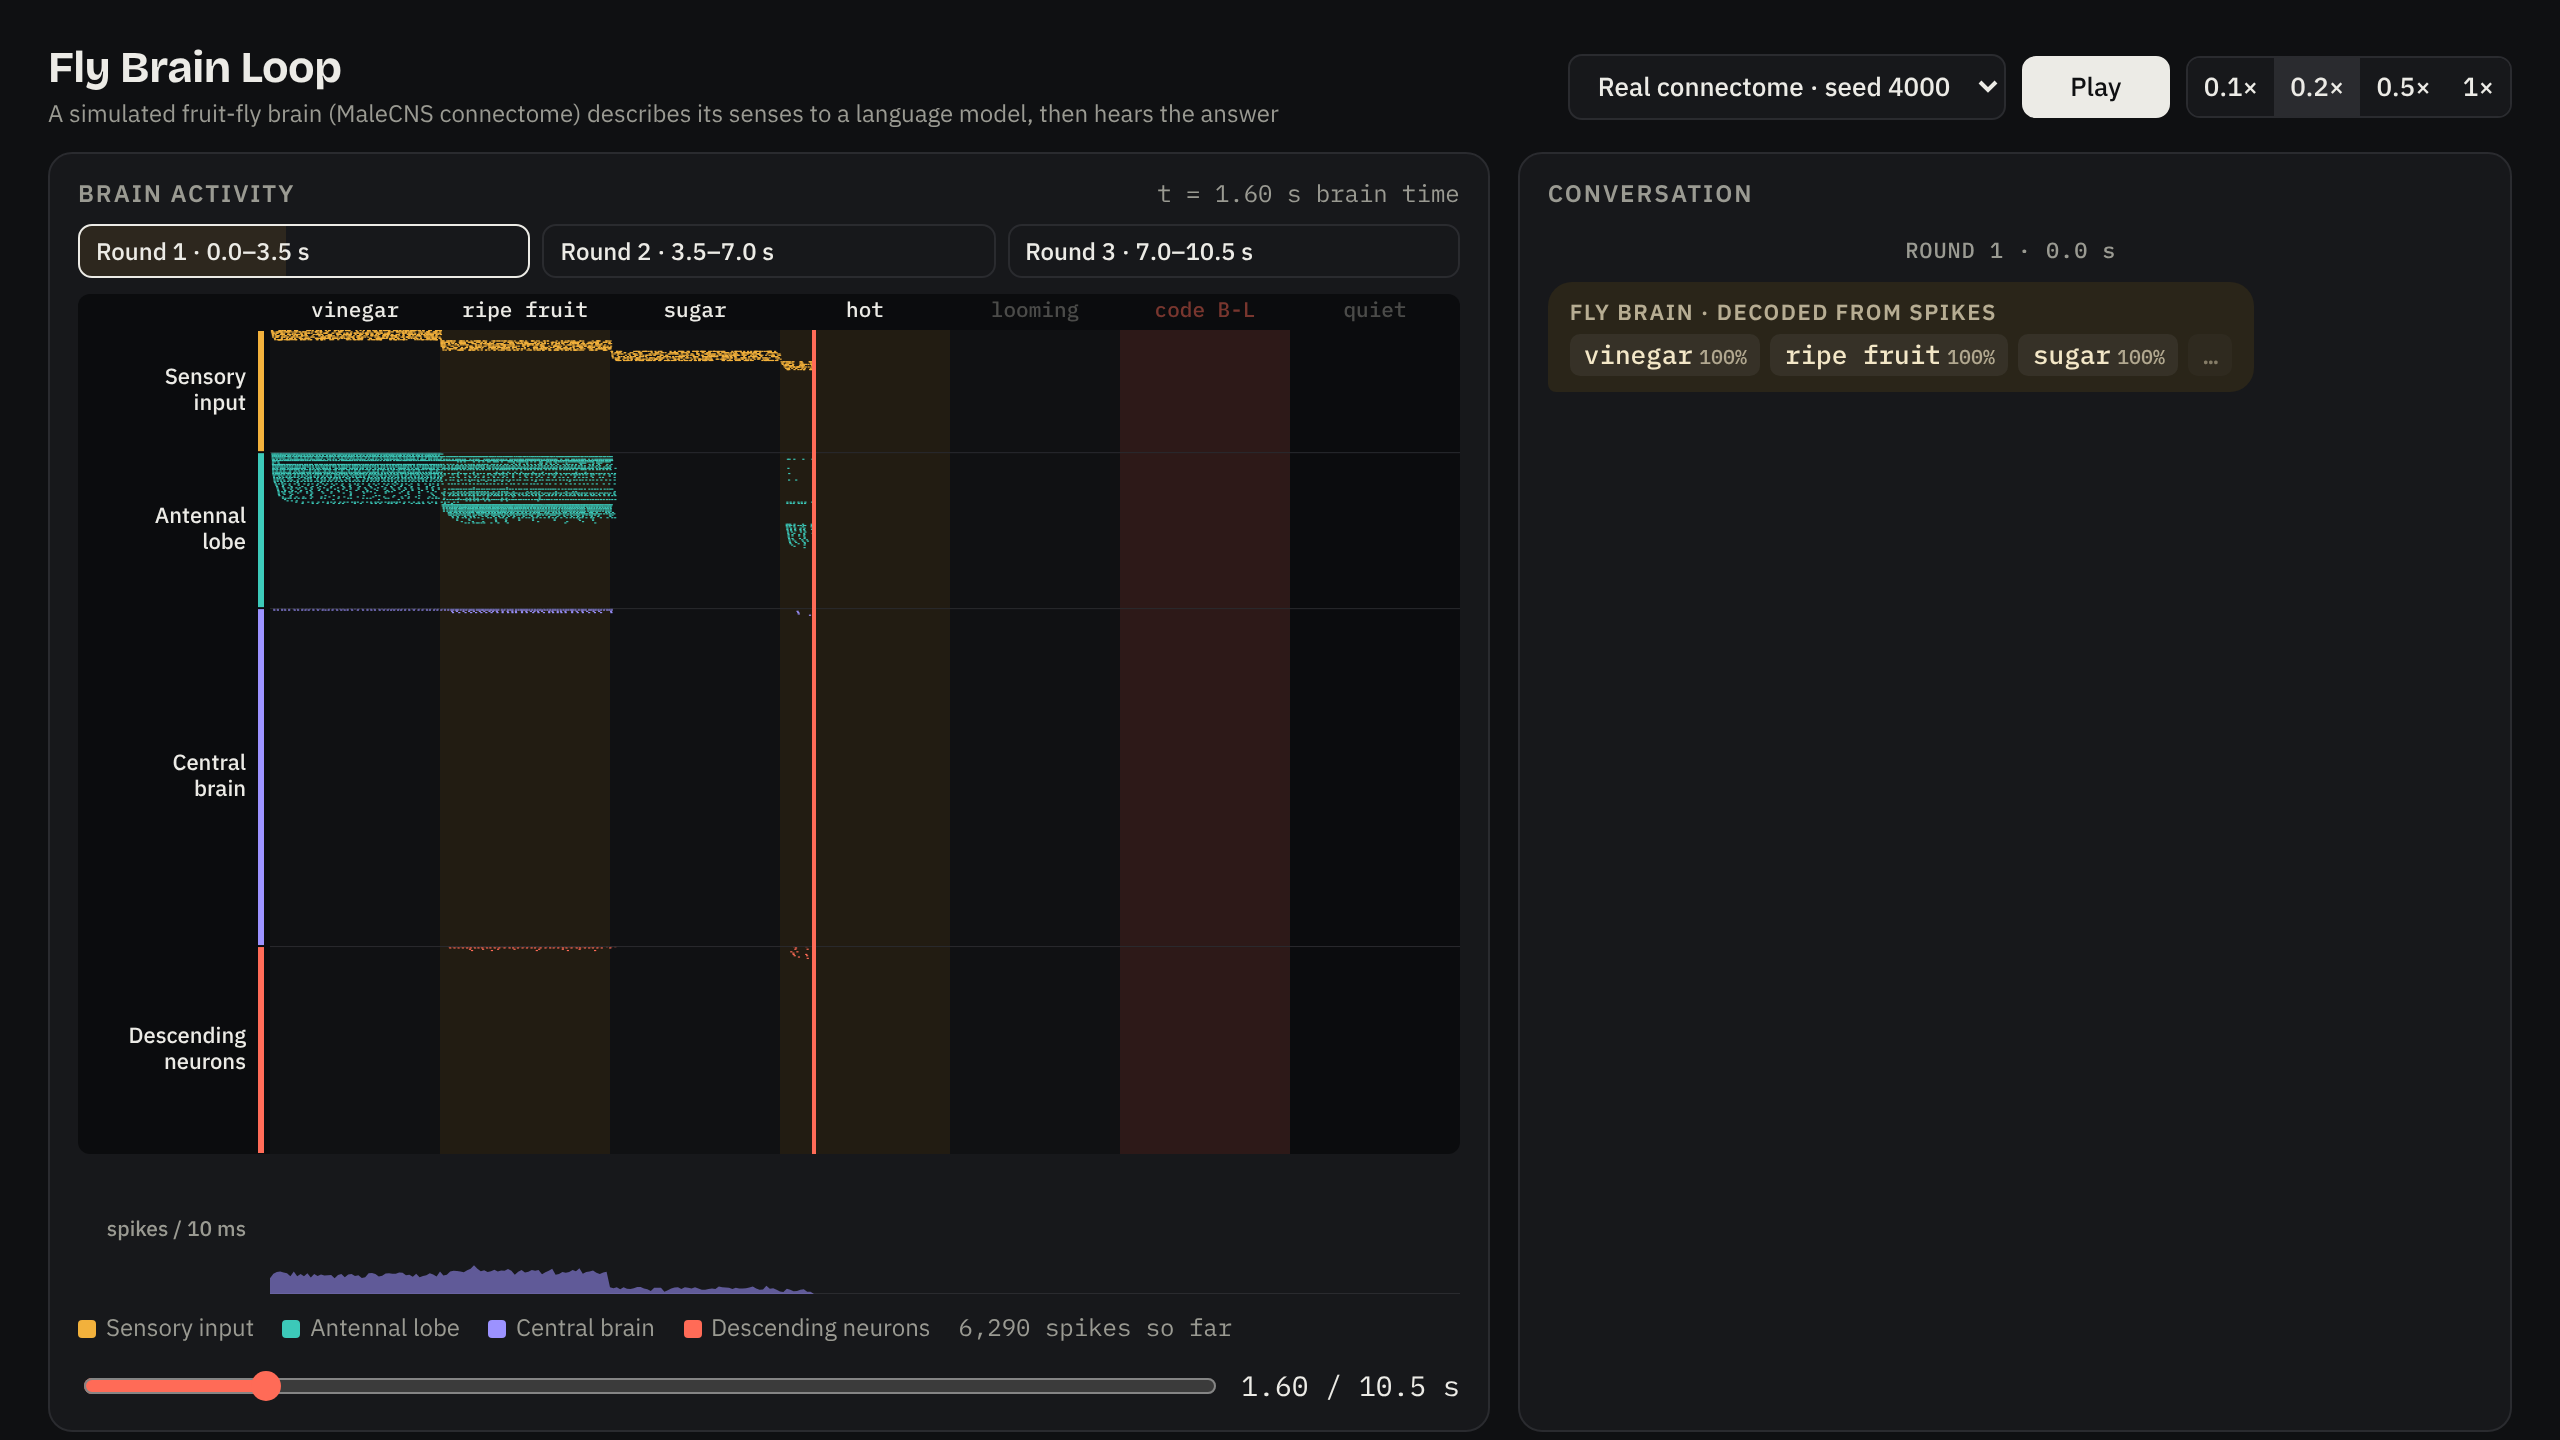 Fly Brain Loop
A simulated fruit-fly brain (MaleCNS connectome) describes its senses to a language model, then hears the answer
Real connectome · seed 4000
Play
0.1× 0.2× 0.5× 1×
BRAIN ACTIVITY
t = 1.60 s brain time
Round 1 · 0.0–3.5 s
Round 2 · 3.5–7.0 s
Round 3 · 7.0–10.5 s
vinegar ripe fruit sugar hot looming code B-L quiet
Sensory
input
Antennal
lobe
Central
brain
Descending
neurons
spikes / 10 ms
Sensory input Antennal lobe Central brain Descending neurons 6,290 spikes so far
1.60 / 10.5 s
CONVERSATION
ROUND 1 · 0.0 s
FLY BRAIN · DECODED FROM SPIKES
vinegar 100% ripe fruit 100% sugar 100% …